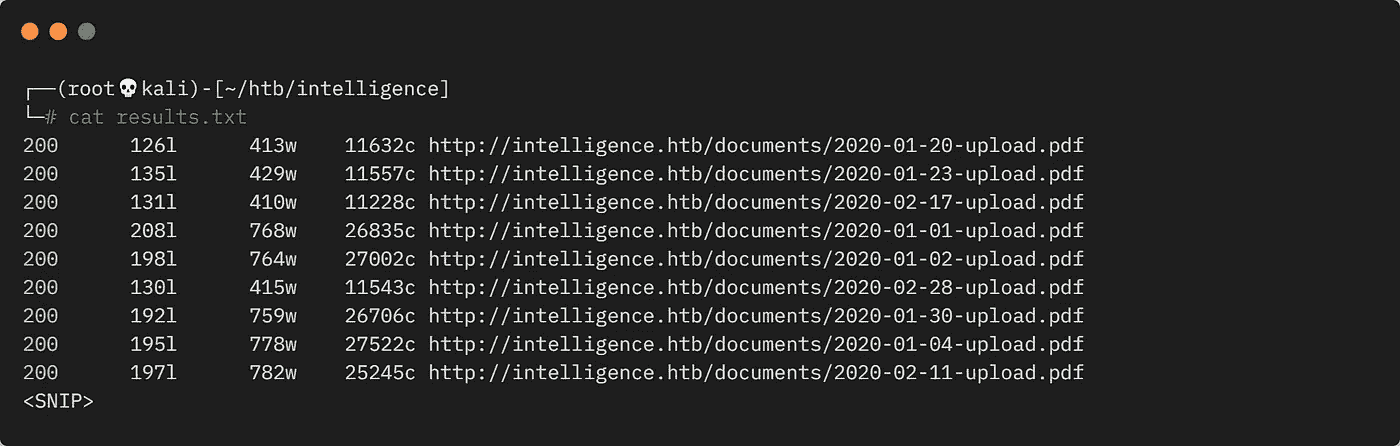 ┌──(root💀kali)-[~/htb/intelligence]
└─# cat results.txt
200      126l      413w    11632c http://intelligence.htb/documents/2020-01-20-upload.pdf
200      135l      429w    11557c http://intelligence.htb/documents/2020-01-23-upload.pdf
200      131l      410w    11228c http://intelligence.htb/documents/2020-02-17-upload.pdf
200      208l      768w    26835c http://intelligence.htb/documents/2020-01-01-upload.pdf
200      198l      764w    27002c http://intelligence.htb/documents/2020-01-02-upload.pdf
200      130l      415w    11543c http://intelligence.htb/documents/2020-02-28-upload.pdf
200      192l      759w    26706c http://intelligence.htb/documents/2020-01-30-upload.pdf
200      195l      778w    27522c http://intelligence.htb/documents/2020-01-04-upload.pdf
200      197l      782w    25245c http://intelligence.htb/documents/2020-02-11-upload.pdf
<SNIP>